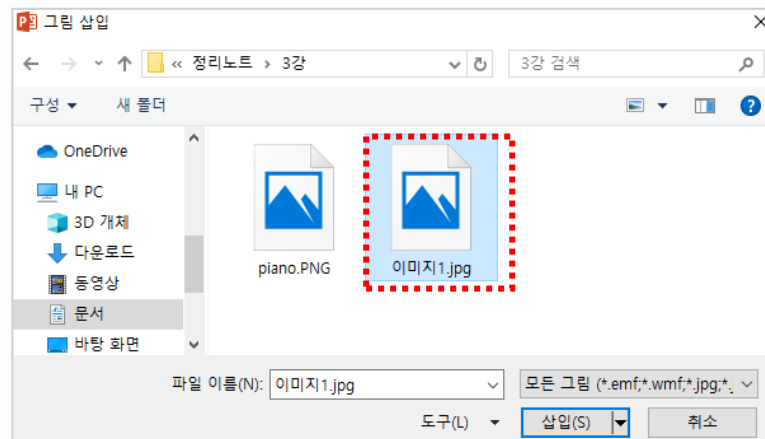 그림 삽입
« 정리노트 › 3강
3강 검색
구성
새 폴더
OneDrive
내 PC
3D 개체
다운로드
동영상
문서
바탕 화면
piano.PNG
이미지1.jpg
파일 이름(N): 이미지1.jpg
모든 그림 (*.emf;*.wmf;*.jpg;*.
도구(L)
삽입(S)
취소